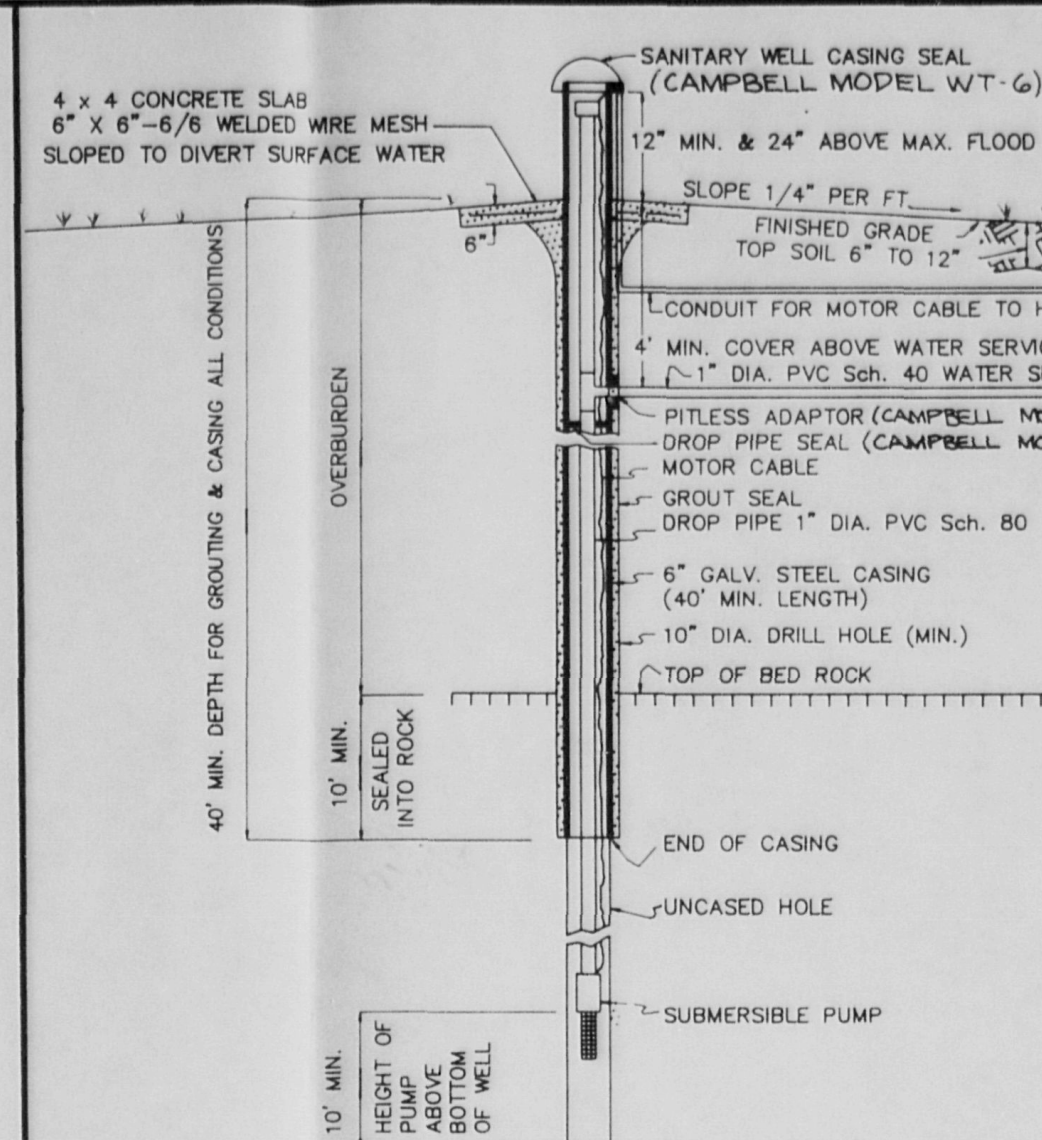 SANITARY WELL CASING SEAL
(CAMPBELL MODEL WT-6)
4 x 4 CONCRETE SLAB
6" X 6"-6/6 WELDED WIRE MESH
SLOPED TO DIVERT SURFACE WATER
12" MIN. & 24" ABOVE MAX. FLOOD
SLOPE 1/4" PER FT.
6"
FINISHED GRADE
TOP SOIL 6" TO 12"
CONDUIT FOR MOTOR CABLE TO
4' MIN. COVER ABOVE WATER
1" DIA. PVC Sch. 40 WATER
PITLESS ADAPTOR (CAMPBELL
DROP PIPE SEAL (CAMPBELL
MOTOR CABLE
GROUT SEAL
DROP PIPE 1" DIA. PVC Sch. 80
6" GALV. STEEL CASING
(40' MIN. LENGTH)
10" DIA. DRILL HOLE (MIN.)
TOP OF BED ROCK
40' MIN. DEPTH FOR GROUTING & CASING ALL CONDITIONS
OVERBURDEN
10' MIN.
SEALED
INTO ROCK
END OF CASING
UNCASED HOLE
SUBMERSIBLE PUMP
10' MIN.
HEIGHT OF
PUMP
ABOVE
BOTTOM
OF WELL